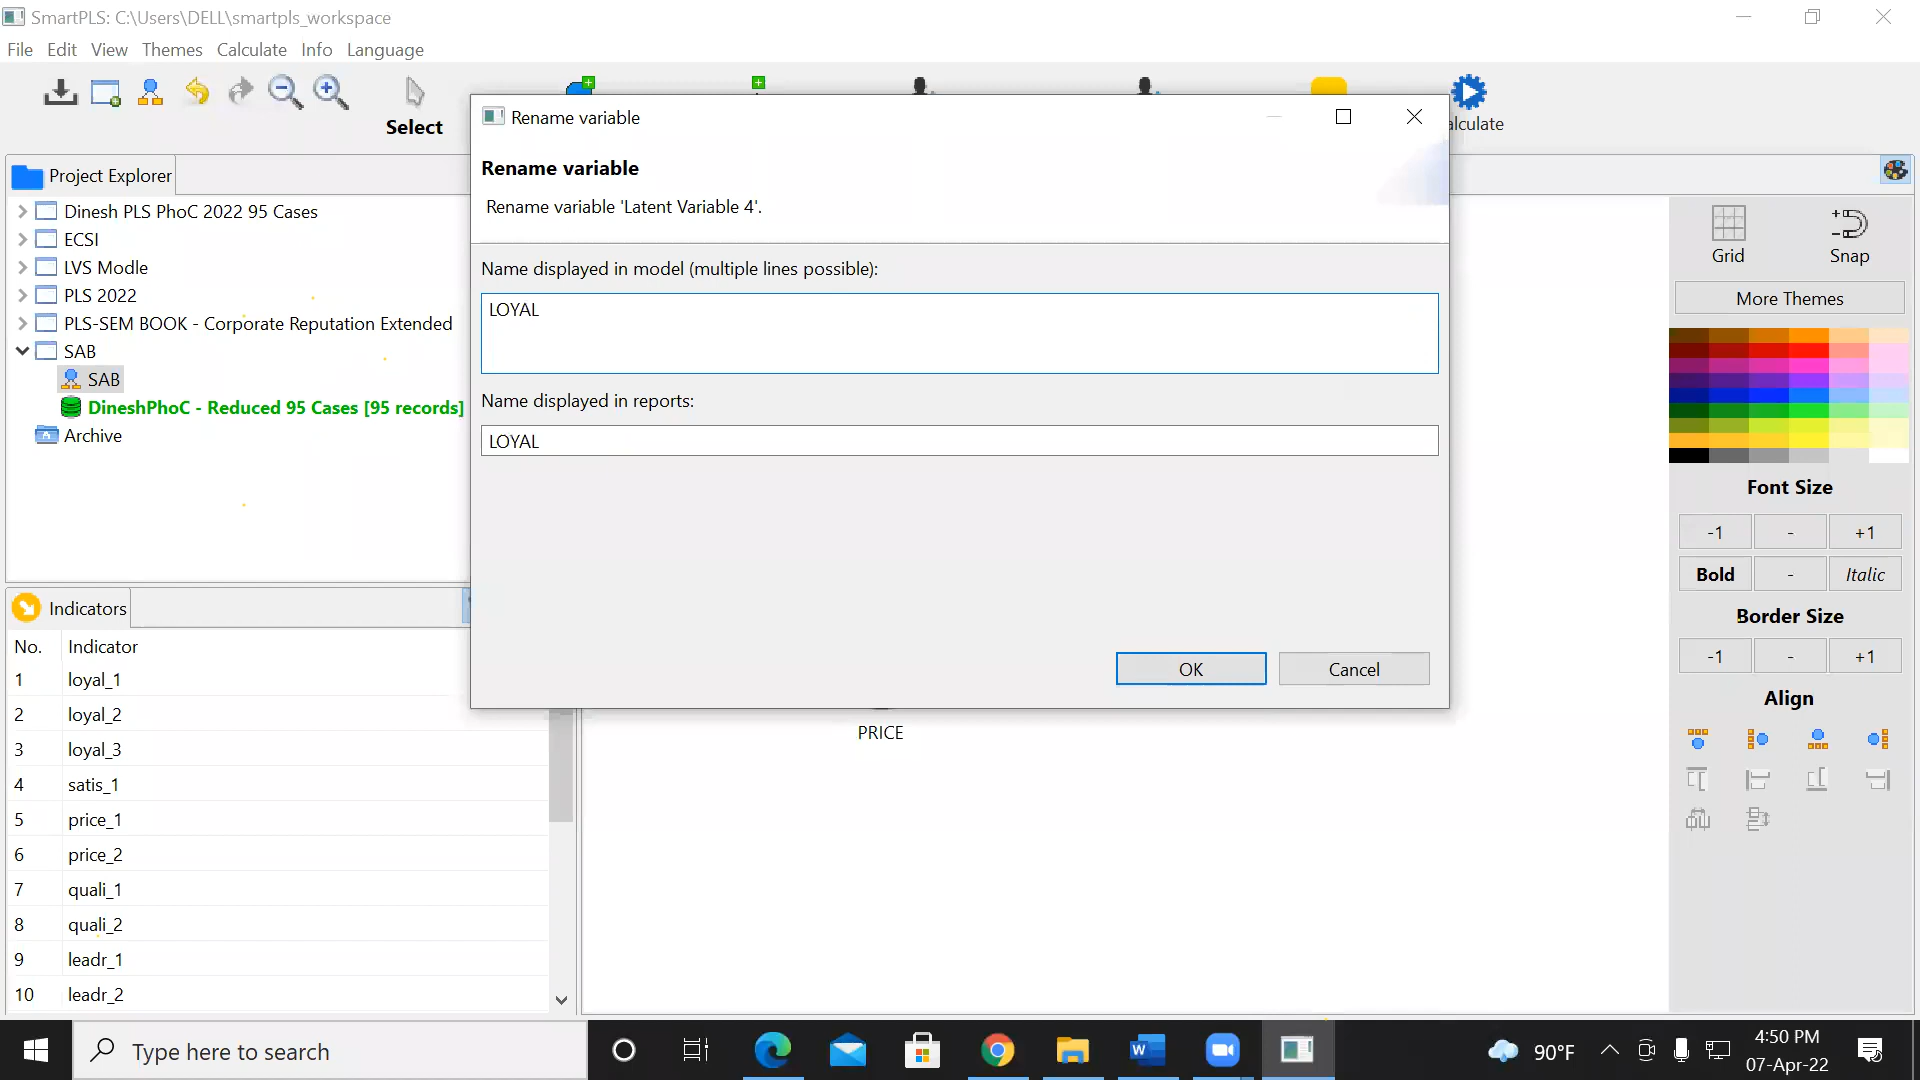 SmartPLS: C:\Users\DELL\smartpls_workspace
File Edit View Themes Calculate Info Language
Select
alculate
Project Explorer
Dinesh PLS PhoC 2022 95 Cases
ECSI
LVS Modle
PLS 2022
PLS-SEM BOOK - Corporate Reputation Extended
SAB
SAB
DineshPhoC - Reduced 95 Cases [95 records]
Archive
Indicators
No. Indicator
1 loyal_1
2 loyal_2
3 loyal_3
4 satis_1
5 price_1
6 price_2
7 quali_1
8 quali_2
9 leadr_1
10 leadr_2
Rename variable
Rename variable
Rename variable 'Latent Variable 4'.
Name displayed in model (multiple lines possible):
LOYAL
Name displayed in reports:
LOYAL
OK Cancel
PRICE
Grid Snap
More Themes
Font Size
-1 - +1
Bold - Italic
Border Size
-1 - +1
Align
Type here to search
90°F
4:50 PM
07-Apr-22